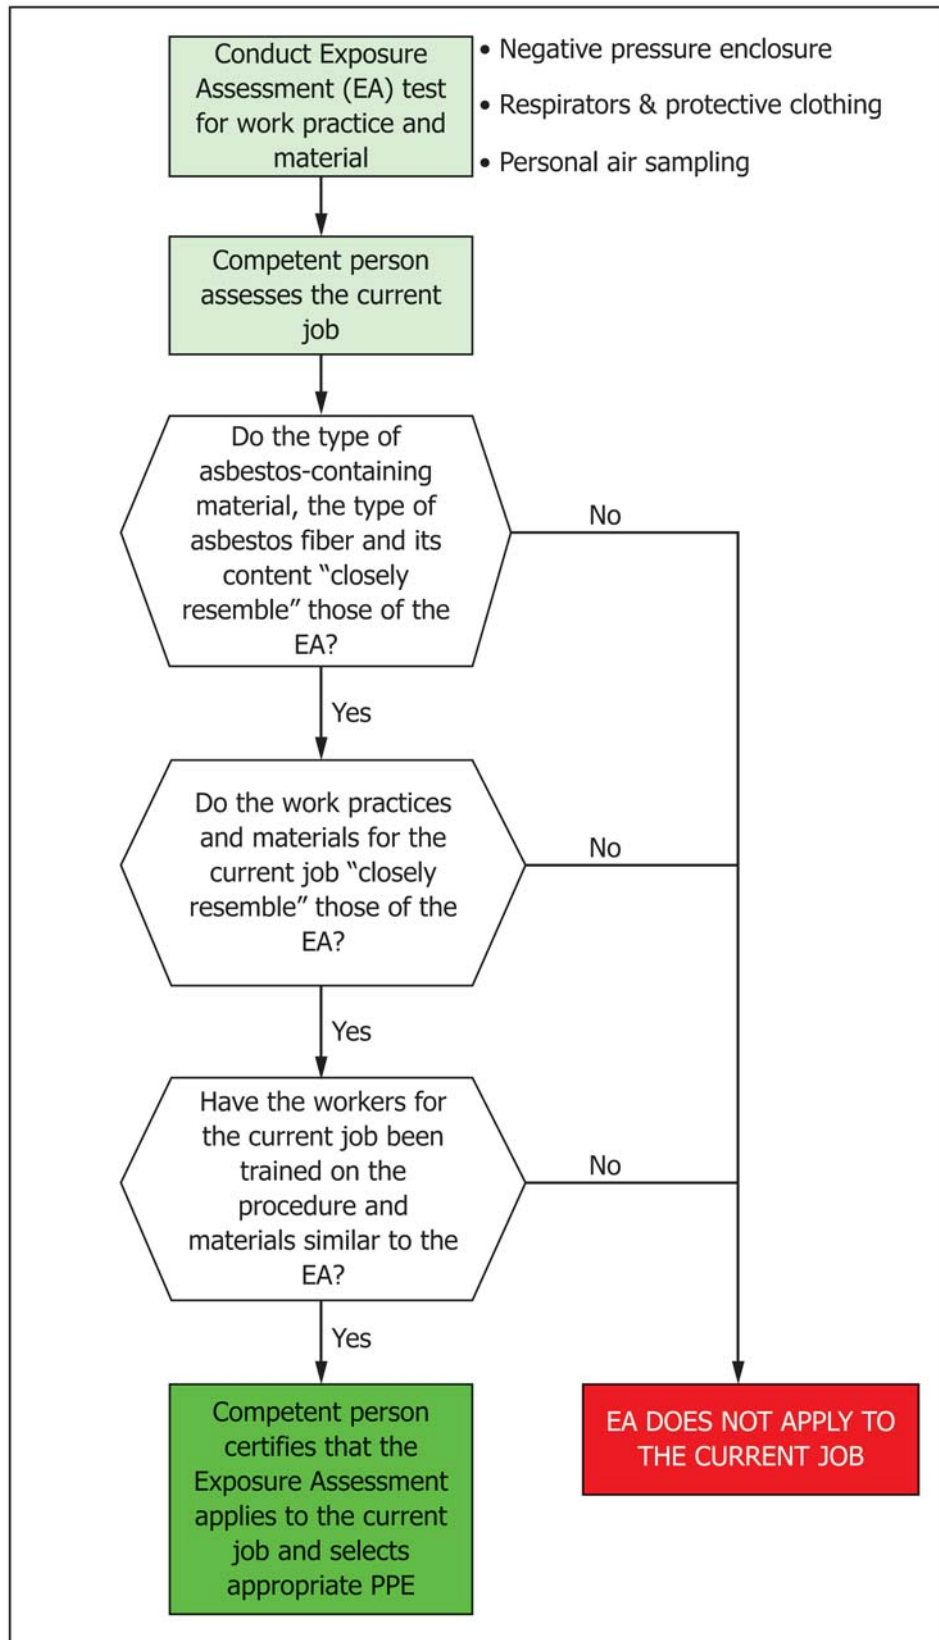 Conduct Exposure
Assessment (EA) test
for work practice and
material
• Negative pressure enclosure
• Respirators & protective clothing
• Personal air sampling
Competent person
assesses the current
job
Do the type of
asbestos-containing
material, the type of
asbestos fiber and its
content “closely
resemble” those of the
EA?
No
Yes
Do the work practices
and materials for the
current job “closely
resemble” those of the
EA?
No
Yes
Have the workers for
the current job been
trained on the
procedure and
materials similar to the
EA?
No
Yes
Competent person
certifies that the
Exposure Assessment
applies to the current
job and selects
appropriate PPE
EA DOES NOT APPLY TO
THE CURRENT JOB